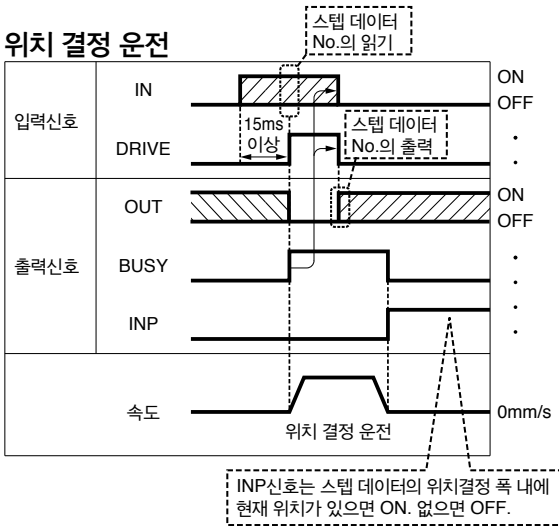 위치 결정 운전
스텝 데이터
No.의 읽기
입력신호
IN
ON
OFF
15ms
이상
DRIVE
스텝 데이터
No.의 출력
출력신호
OUT
ON
OFF
BUSY
INP
속도
0mm/s
위치 결정 운전
INP신호는 스텝 데이터의 위치결정 폭 내에
현재 위치가 있으면 ON. 없으면 OFF.